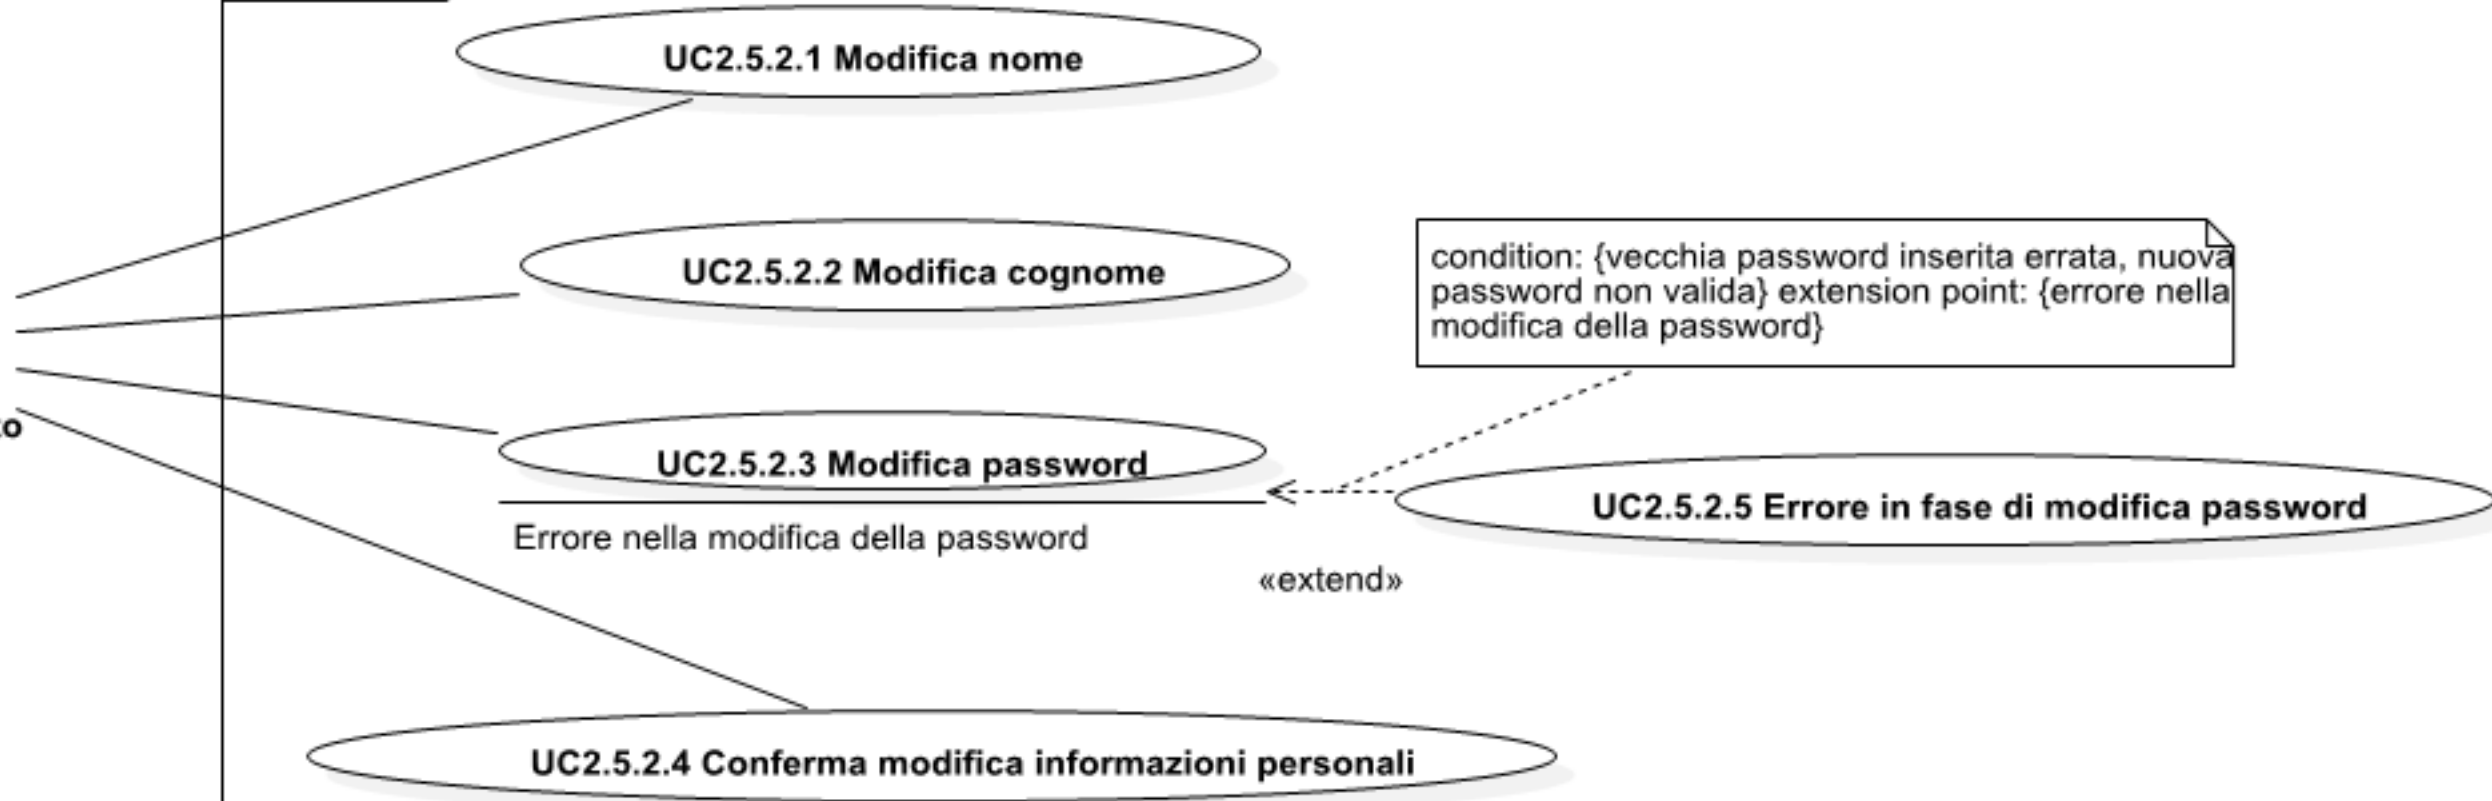 UC2.5.2.1 Modifica nome
UC2.5.2.2 Modifica cognome
condition: {vecchia password inserita errata, nuova
password non valida} extension point: {errore nella
modifica della password}
UC2.5.2.3 Modifica password
Errore nella modifica della password
UC2.5.2.5 Errore in fase di modifica password
«extend»
UC2.5.2.4 Conferma modifica informazioni personali